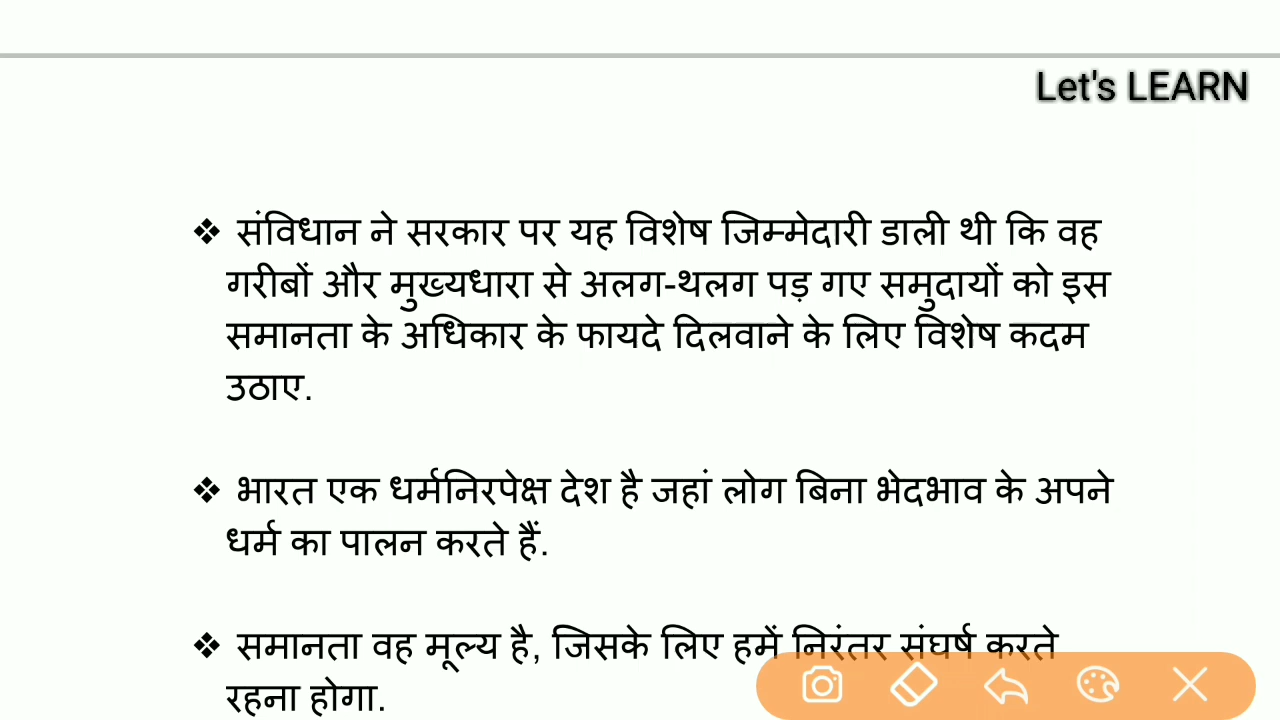 Let's LEARN
❖ संविधान ने सरकार पर यह विशेष जिम्मेदारी डाली थी कि वह
गरीबों और मुख्यधारा से अलग-थलग पड़ गए समुदायों को इस
समानता के अधिकार के फायदे दिलवाने के लिए विशेष कदम
उठाए.
❖ भारत एक धर्मनिरपेक्ष देश है जहां लोग बिना भेदभाव के अपने
धर्म का पालन करते हैं.
❖ समानता वह मूल्य है, जिसके लिए हमें निरंतर संघर्ष करते
रहना होगा.